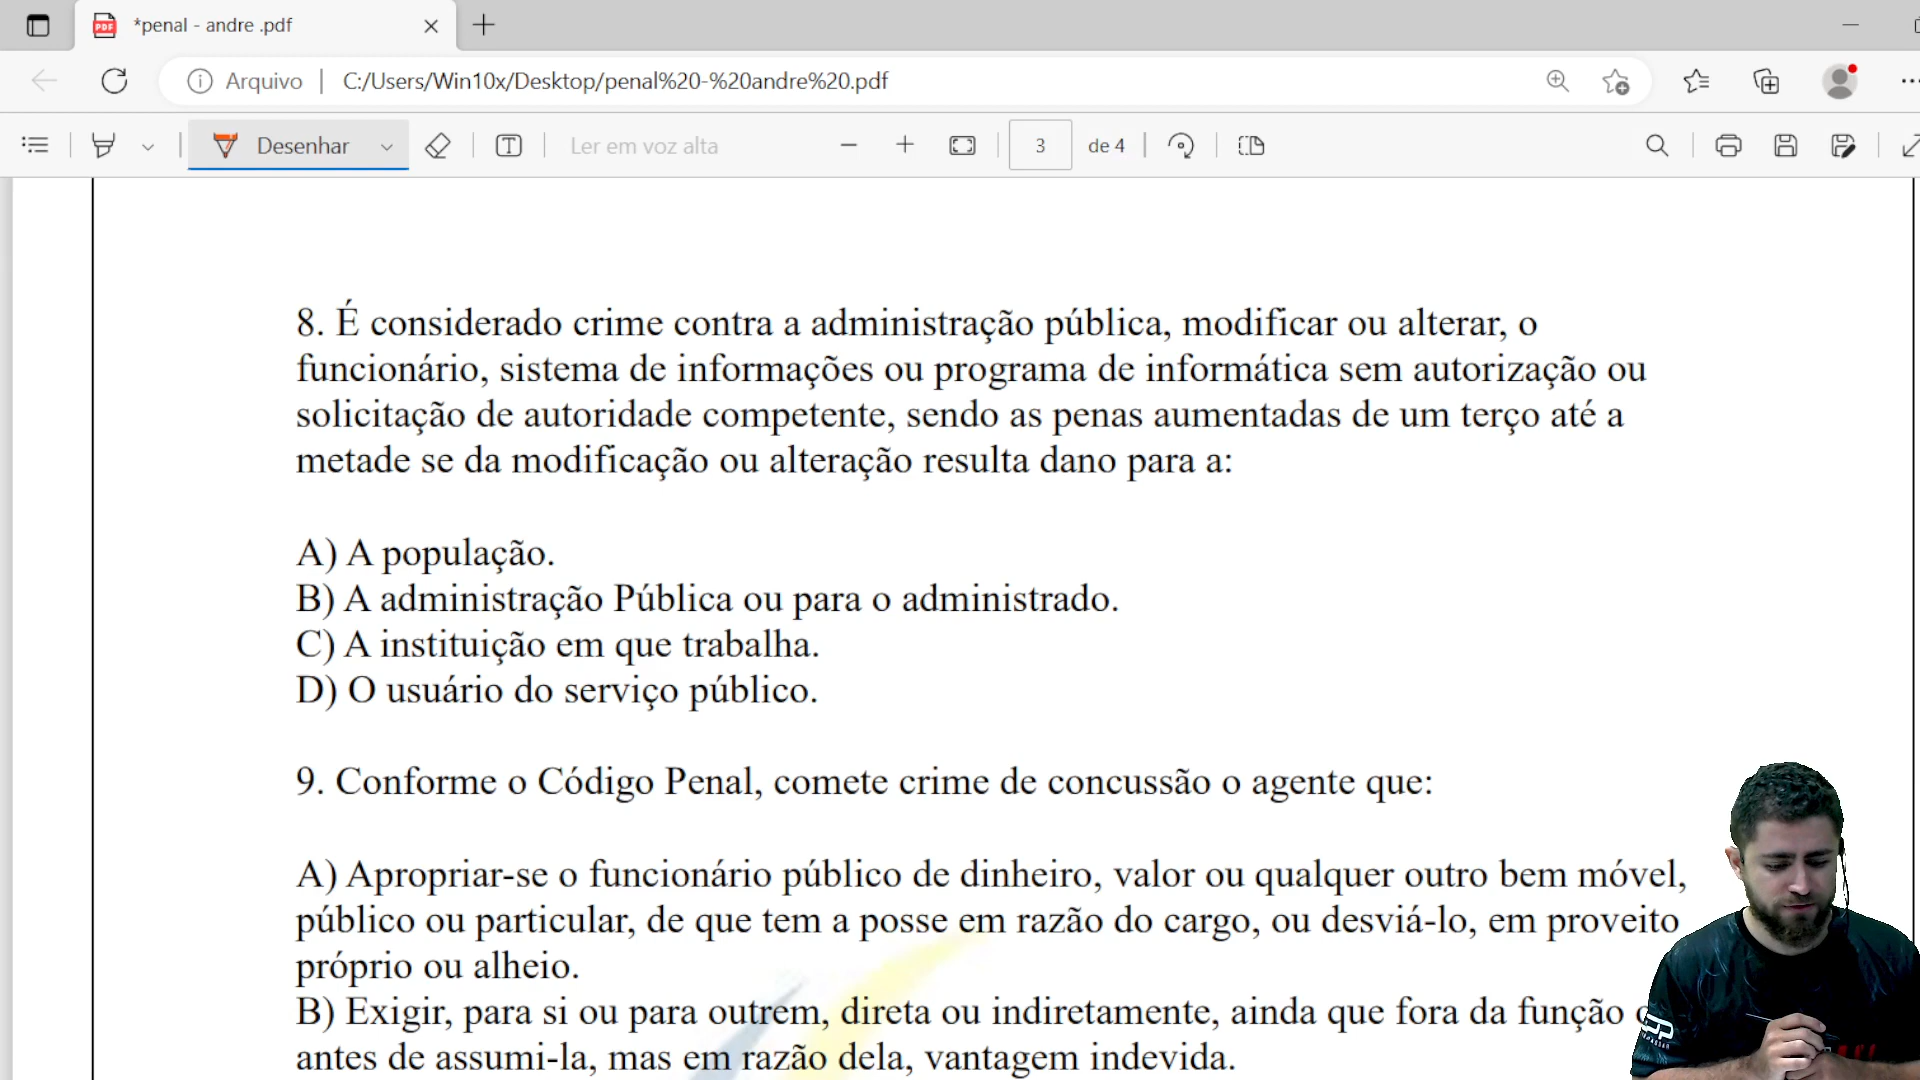 *penal - andre .pdf
Arquivo
C:/Users/Win10x/Desktop/penal%20-%20andre%20.pdf
Desenhar
Ler em voz alta
3
de 4
8. É considerado crime contra a administração pública, modificar ou alterar, o
funcionário, sistema de informações ou programa de informática sem autorização ou
solicitação de autoridade competente, sendo as penas aumentadas de um terço até a
metade se da modificação ou alteração resulta dano para a:
A) A população.
B) A administração Pública ou para o administrado.
C) A instituição em que trabalha.
D) O usuário do serviço público.
9. Conforme o Código Penal, comete crime de concussão o agente que:
A) Apropriar-se o funcionário público de dinheiro, valor ou qualquer outro bem móvel,
público ou particular, de que tem a posse em razão do cargo, ou desviá-lo, em proveito
próprio ou alheio.
B) Exigir, para si ou para outrem, direta ou indiretamente, ainda que fora da função
antes de assumi-la, mas em razão dela, vantagem indevida.